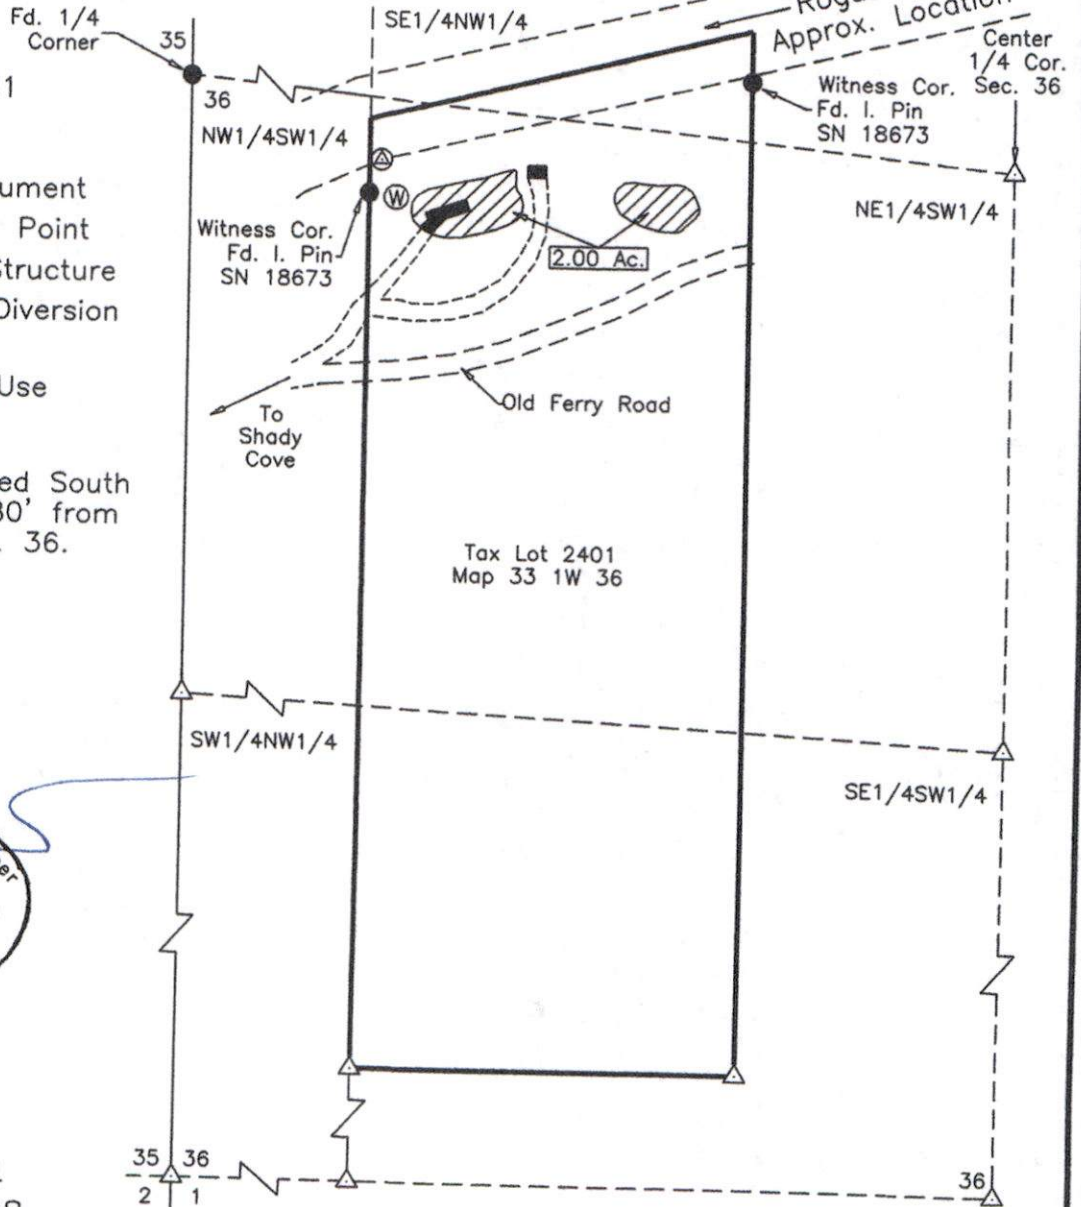 Fd. 1/4
Corner
35
36
SE1/4NW1/4
Approx. Location
Center
1/4 Cor.
Sec. 36
1
NW1/4SW1/4
Witness Cor.
Fd. I. Pin
SN 18673
NE1/4SW1/4
Point
W
Witness Cor.
Fd. I. Pin
SN 18673
2.00 Ac.
Diversion
Use
To
Shady
Cove
Old Ferry Road
South
30' from
36.
Tax Lot 2401
Map 33 1W 36
SW1/4NW1/4
SE1/4SW1/4
35 36
2 1
36